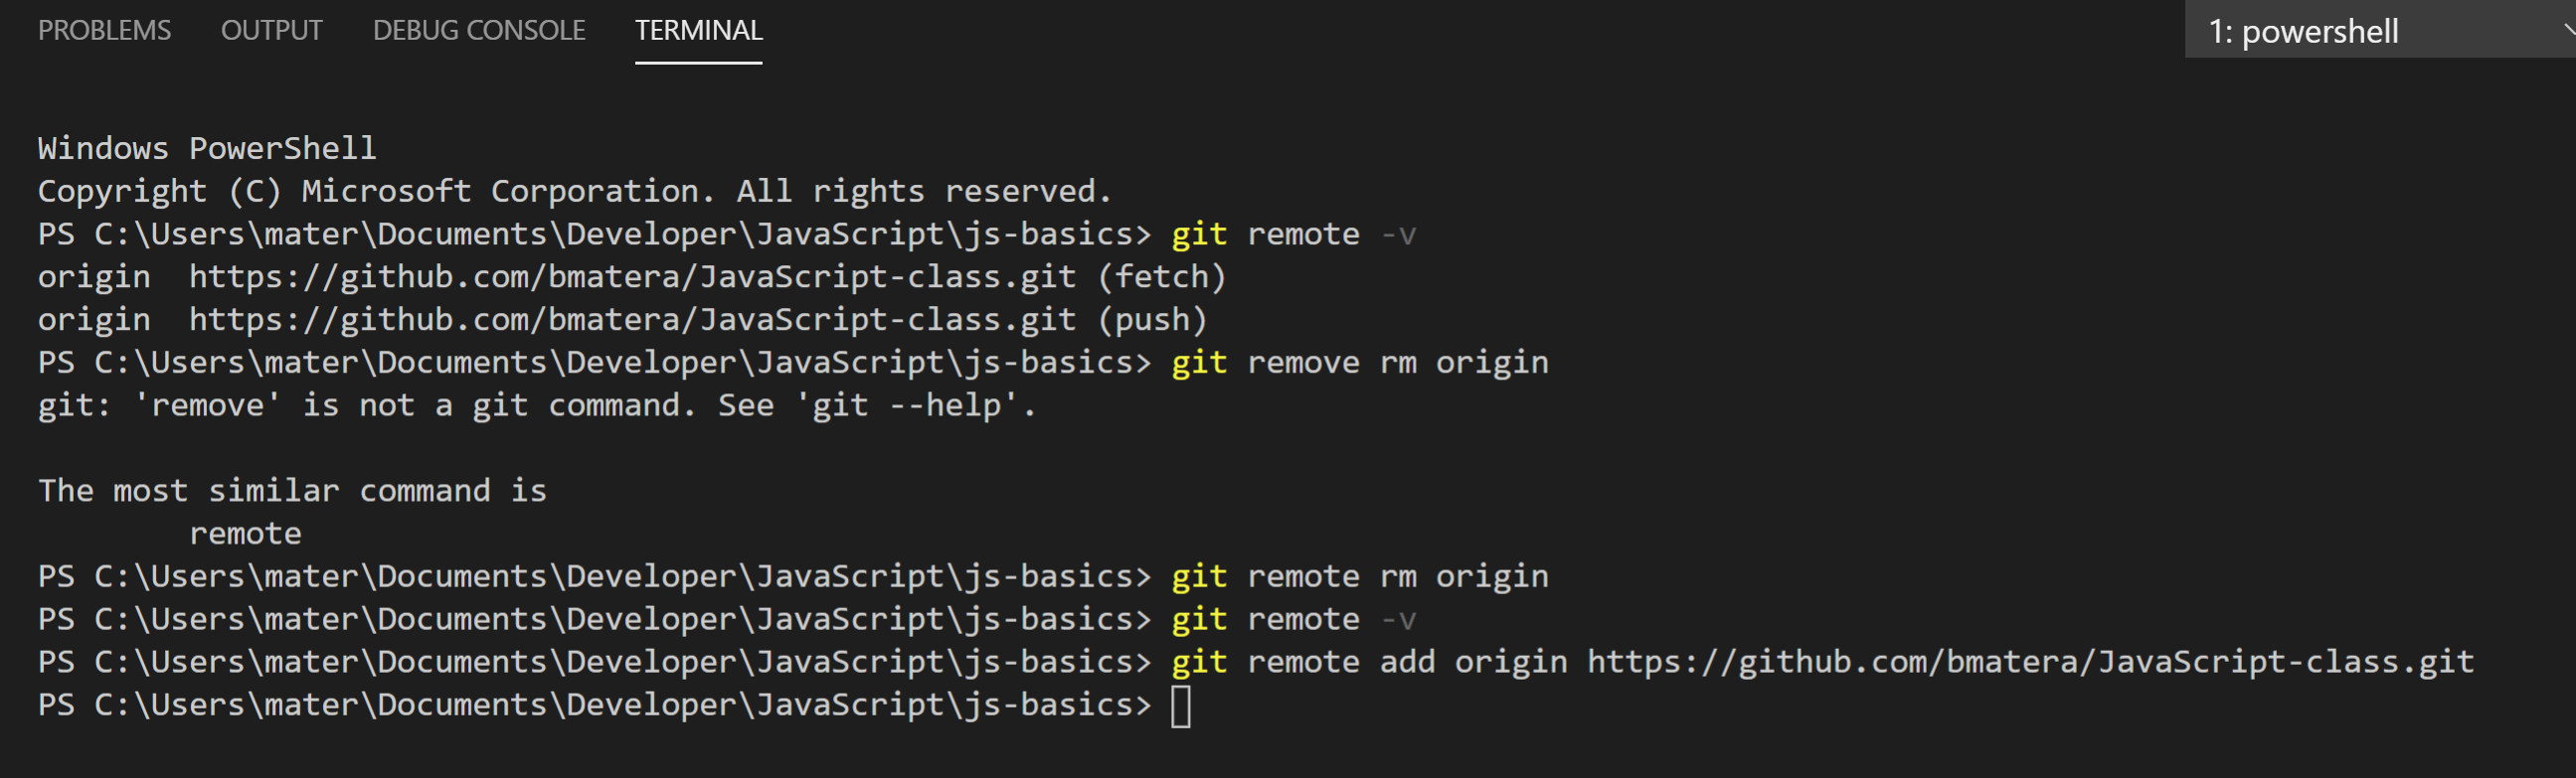 PROBLEMS OUTPUT DEBUG CONSOLE TERMINAL 1: powershell
Windows PowerShell
Copyright (C) Microsoft Corporation. All rights reserved.
PS C:\Users\mater\Documents\Developer\JavaScript\js-basics> git remote -v
origin  https://github.com/bmatera/JavaScript-class.git (fetch)
origin  https://github.com/bmatera/JavaScript-class.git (push)
PS C:\Users\mater\Documents\Developer\JavaScript\js-basics> git remove rm origin
git: 'remove' is not a git command. See 'git --help'.
The most similar command is
        remote
PS C:\Users\mater\Documents\Developer\JavaScript\js-basics> git remote rm origin
PS C:\Users\mater\Documents\Developer\JavaScript\js-basics> git remote -v
PS C:\Users\mater\Documents\Developer\JavaScript\js-basics> git remote add origin https://github.com/bmatera/JavaScript-class.git
PS C:\Users\mater\Documents\Developer\JavaScript\js-basics>